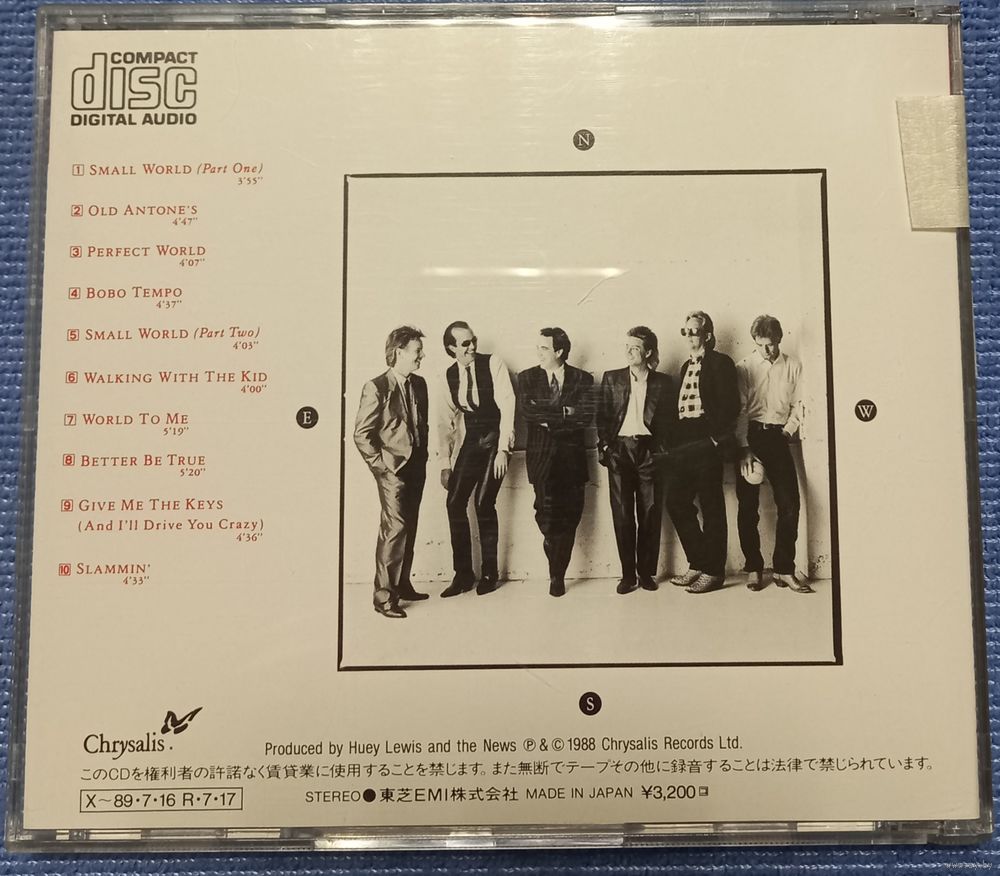 COMPACT
disc
DIGITAL AUDIO
N
1 SMALL WORLD (Part One)
3'55"
2 OLD ANTONE'S
4'47"
3 PERFECT WORLD
4'07"
4 BOBO TEMPO
4'37"
5 SMALL WORLD (Part Two)
4'03"
6 WALKING WITH THE KID
4'00"
7 WORLD TO ME
5'19"
8 BETTER BE TRUE
5'20"
9 GIVE ME THE KEYS
(And I'll Drive You Crazy)
4'36"
10 SLAMMIN'
4'33"
E
W
S
Chrysalis.
Produced by Huey Lewis and the News Ⓟ & © 1988 Chrysalis Records Ltd.
このCDを権利者の許諾なく賃貸業に使用することを禁じます。また無断でテープその他に録音することは法律で禁じられています。
X〜89・7・16 R・7・17
STEREO●東芝EMI株式会社 MADE IN JAPAN ¥3,200